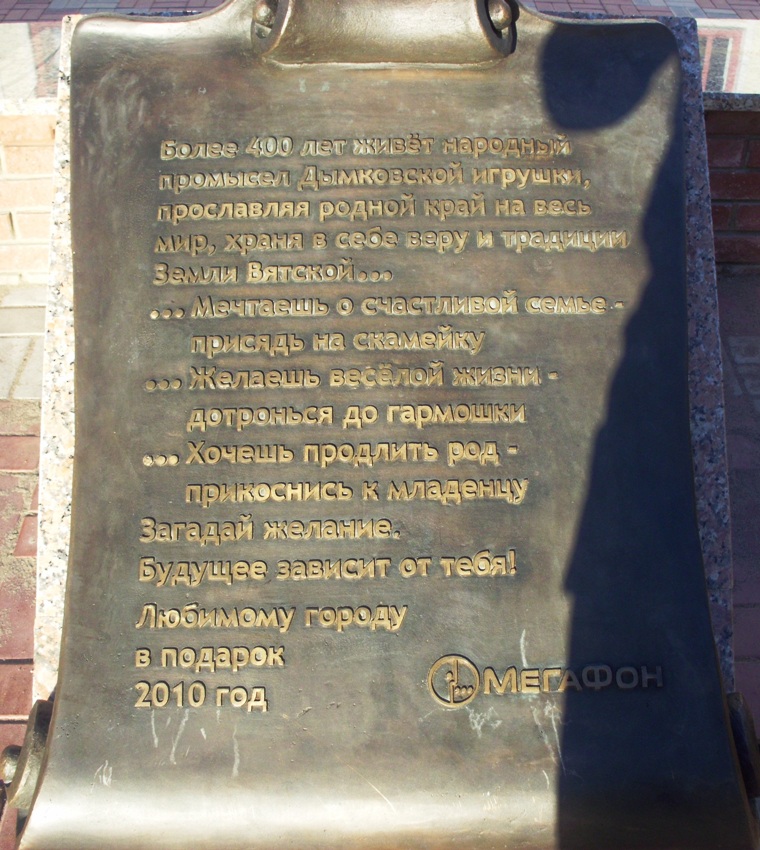 Более 400 лет живёт народный
промысел Дымковской игрушки,
прославляя родной край на весь
мир, храня в себе веру и традиции
Земли Вятской...
... Мечтаешь о счастливой семье -
присядь на скамейку
... Желаешь весёлой жизни -
дотронься до гармошки
... Хочешь продлить род -
прикоснись к младенцу
Загадай желание.
Будущее зависит от тебя!
Любимому городу
в подарок
2010 год
МЕГАФОН